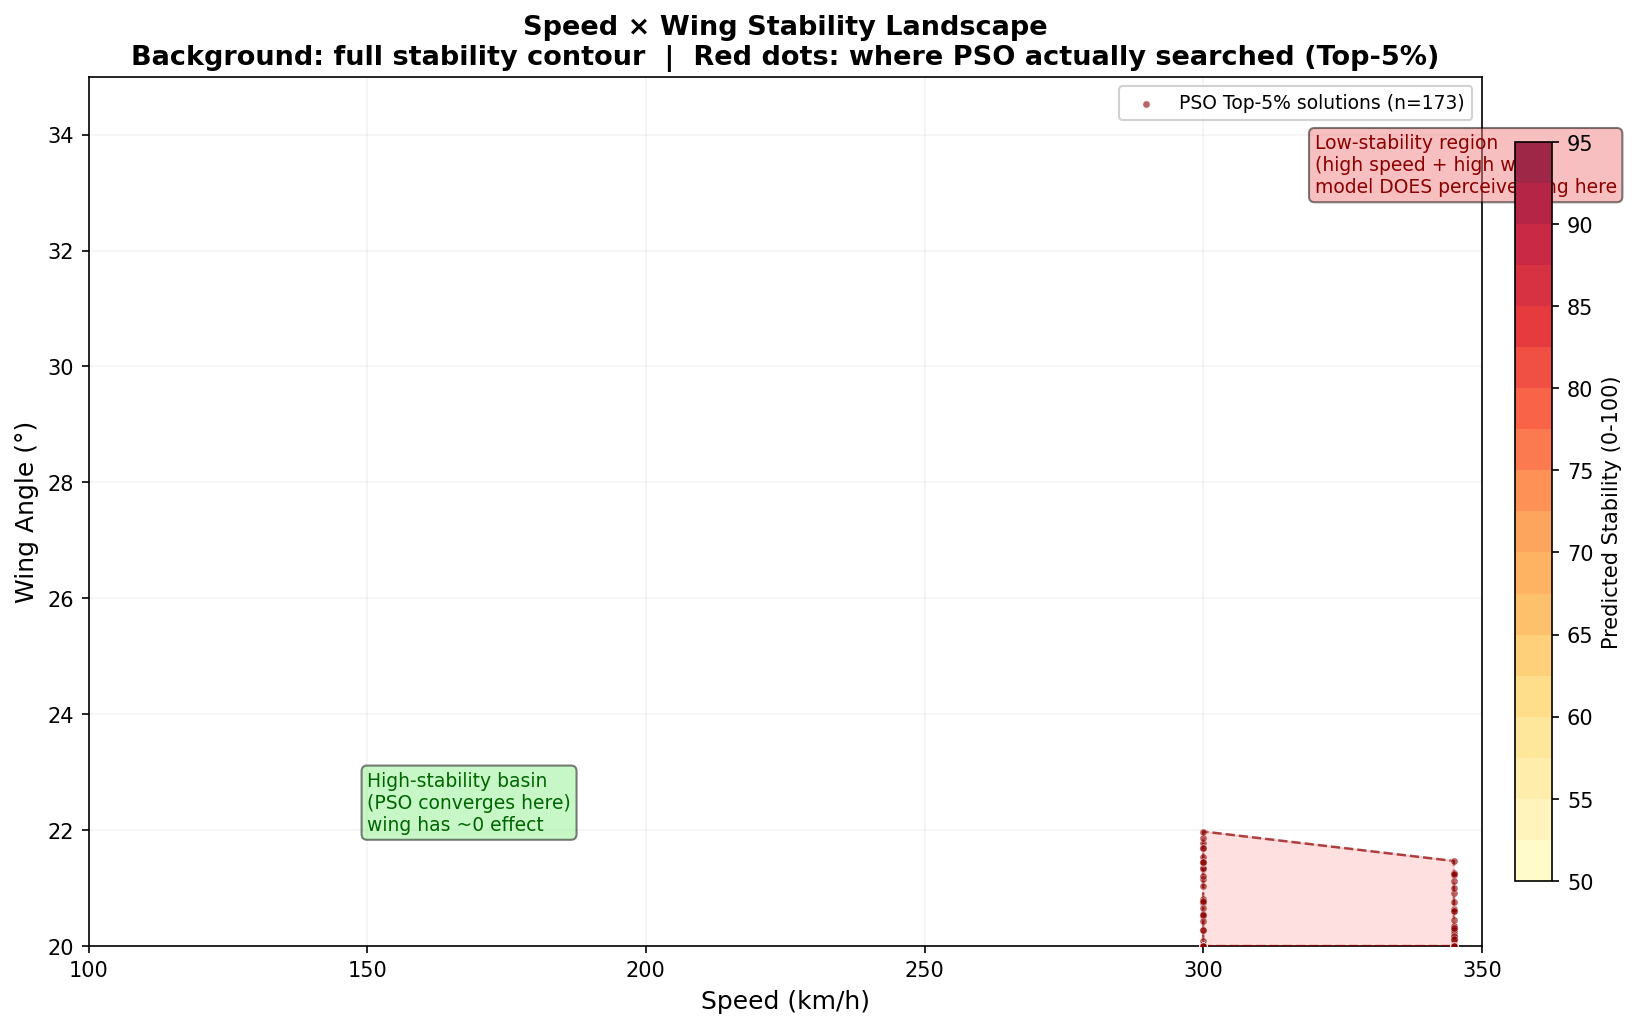 Speed × Wing Stability Landscape
Background: full stability contour | Red dots: where PSO actually searched (Top-5%)
PSO Top-5% solutions (n=173)
Low-stability region
(high speed + high w
model DOES perceive ng here
High-stability basin
(PSO converges here)
wing has ~0 effect
Wing Angle (°)
34
32
30
28
26
24
22
20
100
150
200
250
300
350
Speed (km/h)
95
90
85
80
75
70
65
60
55
50
Predicted Stability (0-100)